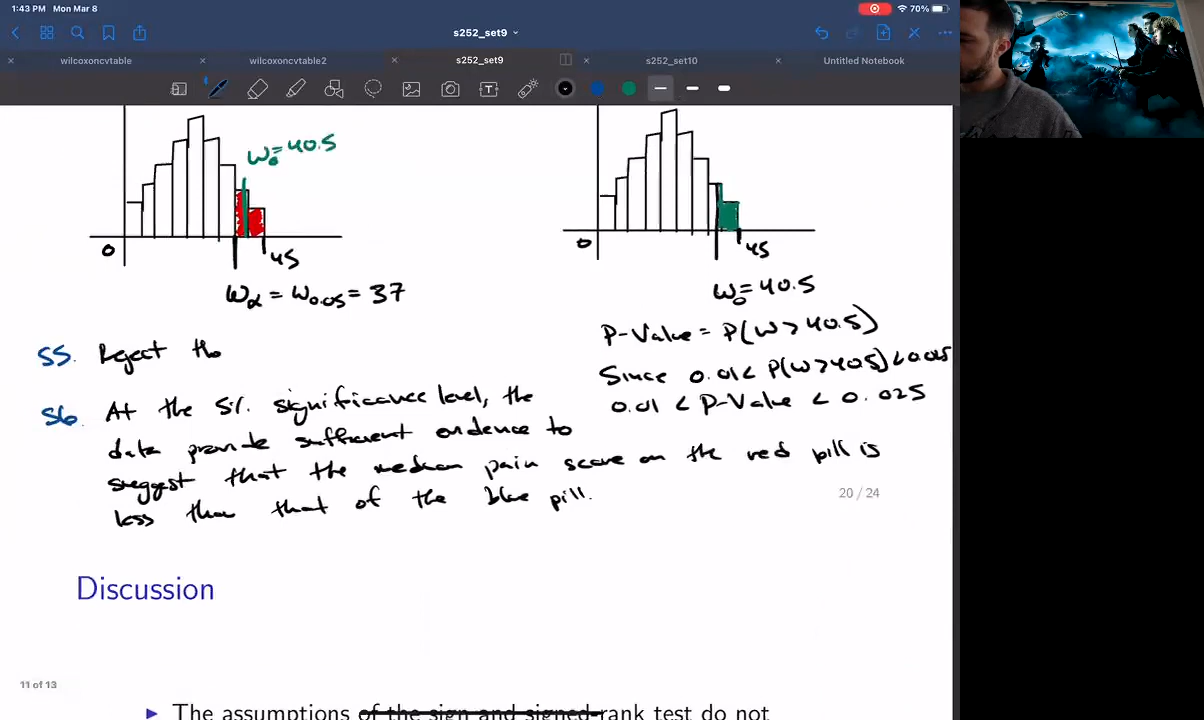 1:43 PM Mon Mar 8
70%
s252_set9
wilcoxoncvtable
wilcoxoncvtable2
s252_set9
s252_set10
Untitled Notebook
W₀=40.5
0
45
Wα = W0.05 = 37
0
45
W₀=40.5
P-Value = P(W > 40.5)
Since 0.01 < P(W > 40.5) < 0.025
0.01 < P-Value < 0.025
S5. Reject Ho
S6. At the 5% significance level, the
data provide sufficient evidence to
suggest that the median pain score on the red pill is
less than that of the blue pill.
20 / 24
Discussion
11 of 13
The assumptions of the sign and signed-rank test do not